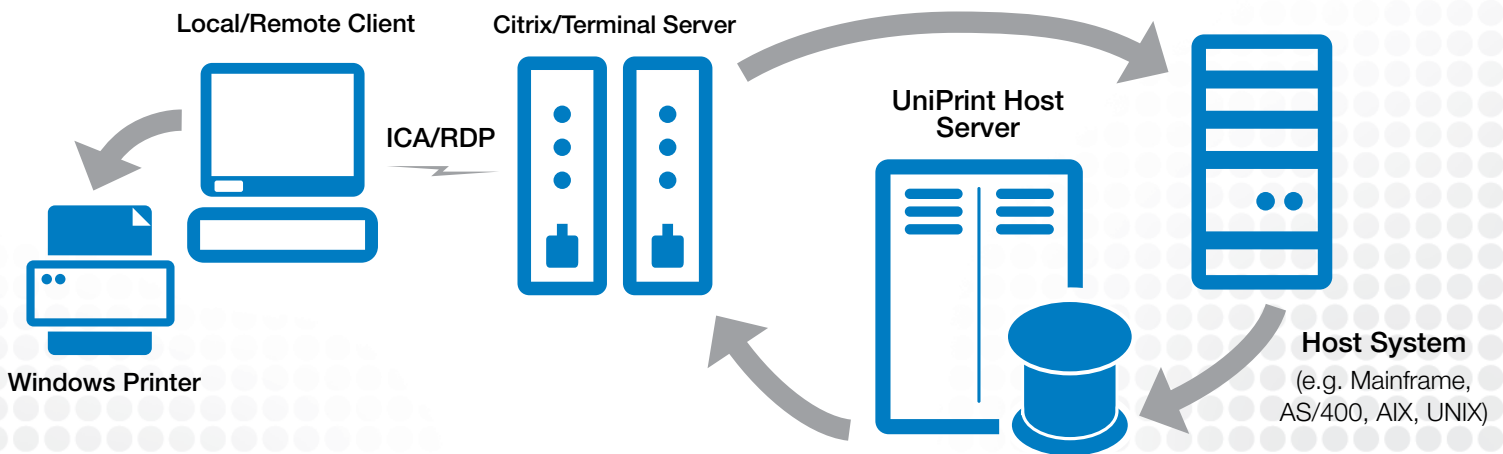 Local/Remote Client
Citrix/Terminal Server
UniPrint Host
Server
ICA/RDP
Host System
(e.g. Mainframe,
AS/400, AIX, UNIX)
Windows Printer